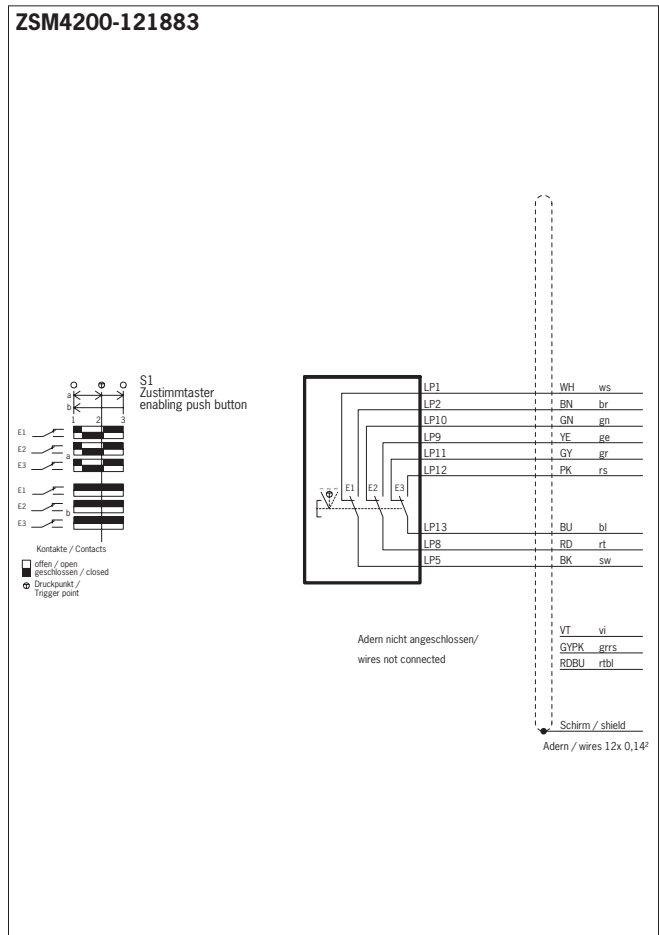 ZSM4200-121883
S1
Zustimmtaster
enabling push button
a
b
1 2 3
E1
E2
a
E3
E1
E2
b
E3
Kontakte / Contacts
offen / open
geschlossen / closed
Druckpunkt /
Trigger point
E1 E2 E3
LP1 WH ws
LP2 BN br
LP10 GN gn
LP9 YE ge
LP11 GY gr
LP12 PK rs
LP13 BU bl
LP8 RD rt
LP5 BK sw
Adern nicht angeschlossen/
wires not connected
VT vi
GYPK grrs
RDBU rtbl
Schirm / shield
Adern / wires 12x 0,14²